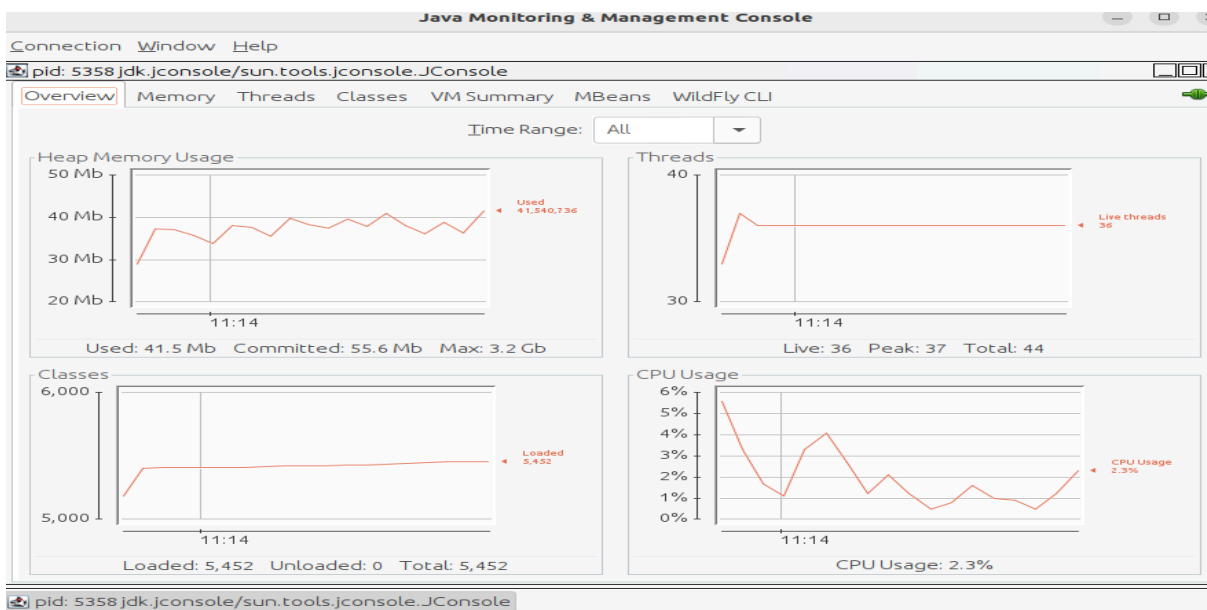 Java Monitoring & Management Console
Connection Window Help
pid: 5358 jdk.jconsole/sun.tools.jconsole.JConsole
Overview Memory Threads Classes VM Summary MBeans WildFly CLI
Time Range: All
Heap Memory Usage
50 Mb
40 Mb
30 Mb
20 Mb
Used
41,540,736
11:14
Used: 41.5 Mb Committed: 55.6 Mb Max: 3.2 Gb
Threads
40
30
Live threads
36
11:14
Live: 36 Peak: 37 Total: 44
Classes
6,000
5,000
Loaded
5,452
11:14
Loaded: 5,452 Unloaded: 0 Total: 5,452
CPU Usage
6%
5%
4%
3%
2%
1%
0%
CPU Usage
2.3%
11:14
CPU Usage: 2.3%
pid: 5358 jdk.jconsole/sun.tools.jconsole.JConsole